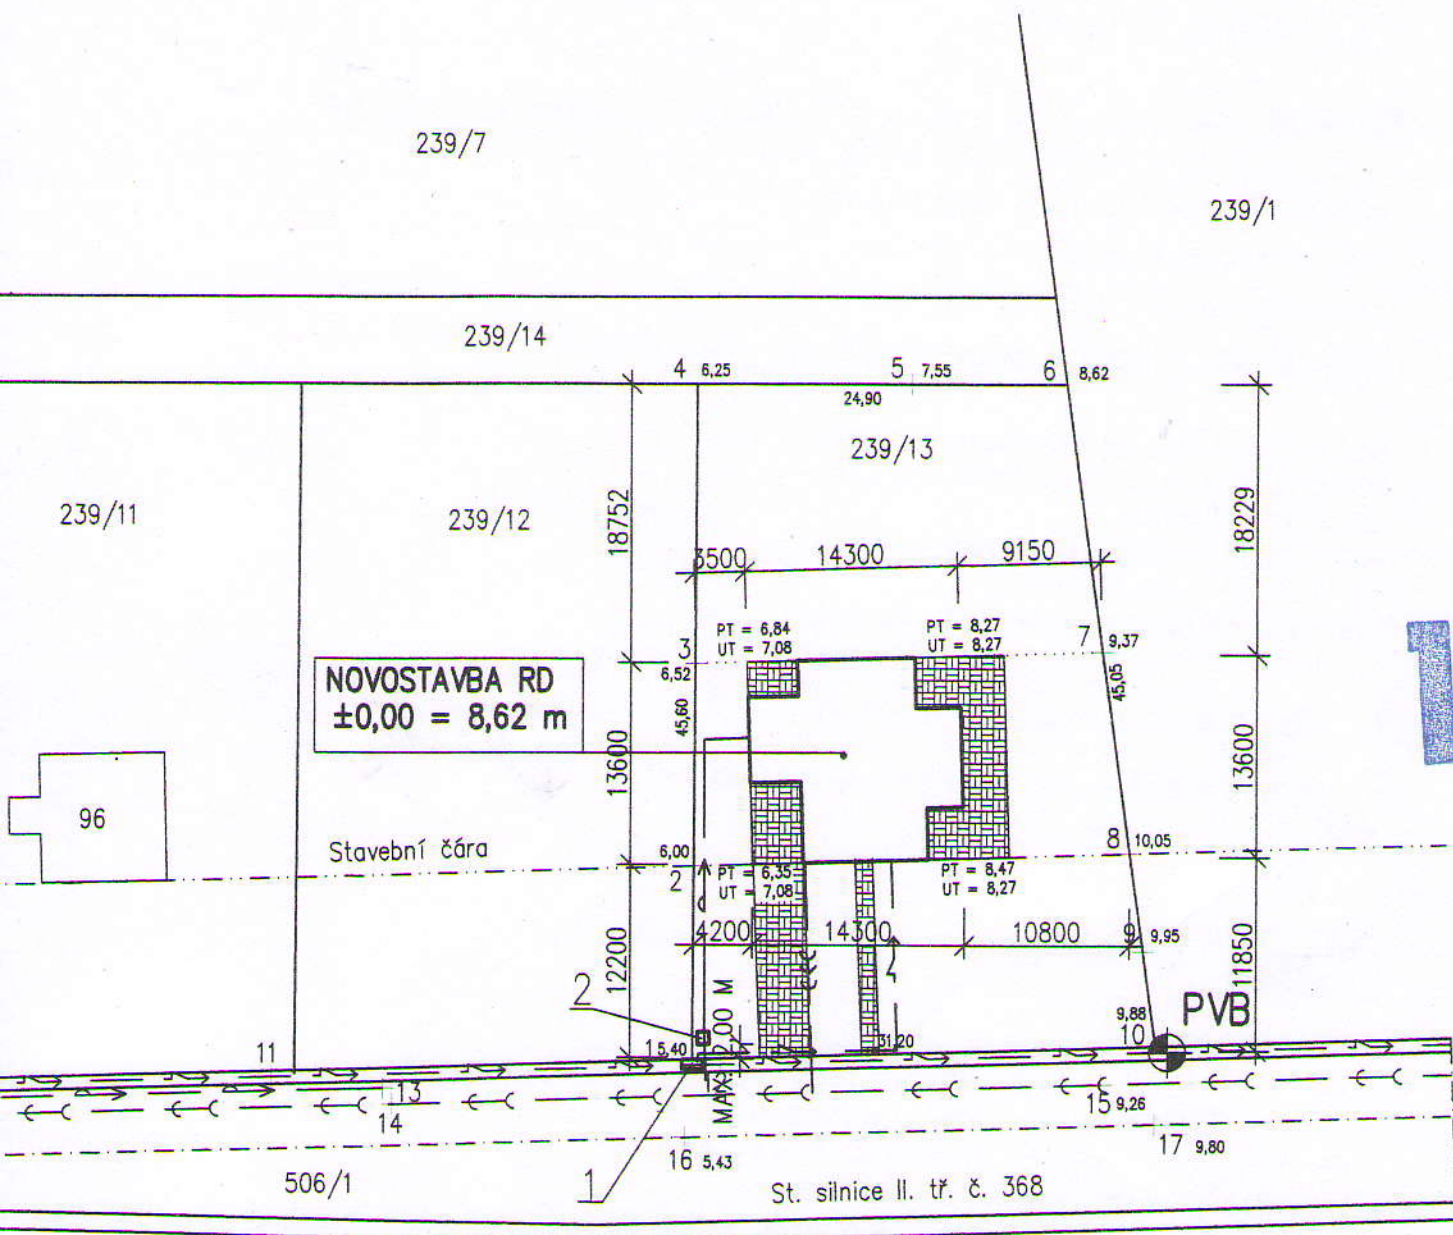 239/7
239/1
239/14
4 6,25
5 7,55
6 8,62
24,90
239/13
239/11
239/12
18752
18229
3500 14300 9150
PT = 6,84
UT = 7,08
PT = 8,27
UT = 8,27
3
6,52
7 9,37
45,60
45,05
NOVOSTAVBA RD
±0,00 = 8,62 m
13600
13600
96
Stavební čára
6,00
2
8 10,05
PT = 6,35
UT = 7,08
PT = 8,47
UT = 8,27
4200 14300 10800
9 9,95
12200
11850
2
MAX. 2,00 M
9,88
10
PVB
11
1 5,40
31,20
13
14
15 9,26
16 5,43
17 9,80
506/1
1
St. silnice II. tř. č. 368